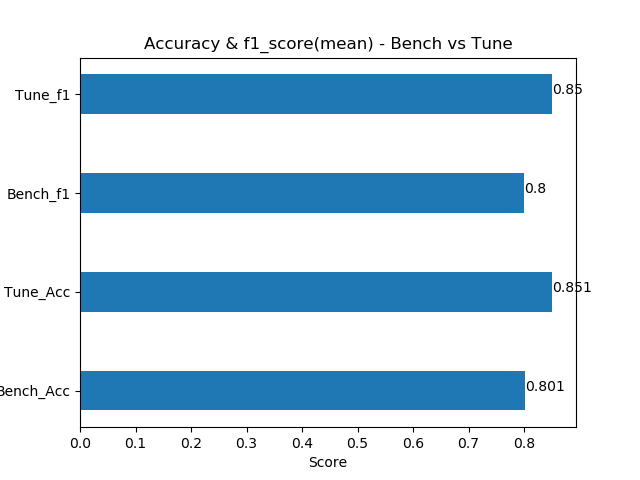 Accuracy & f1_score(mean) - Bench vs Tune
Tune_f1
0.85
Bench_f1
0.8
Tune_Acc
0.851
Bench_Acc
0.801
0.0 0.1 0.2 0.3 0.4 0.5 0.6 0.7 0.8
Score